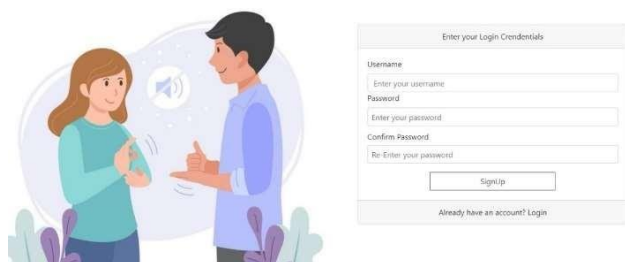 Enter your Login Crendentials
Username
Enter your username
Password
Enter your password
Confirm Password
Re-Enter your password
SignUp
Already have an account? Login